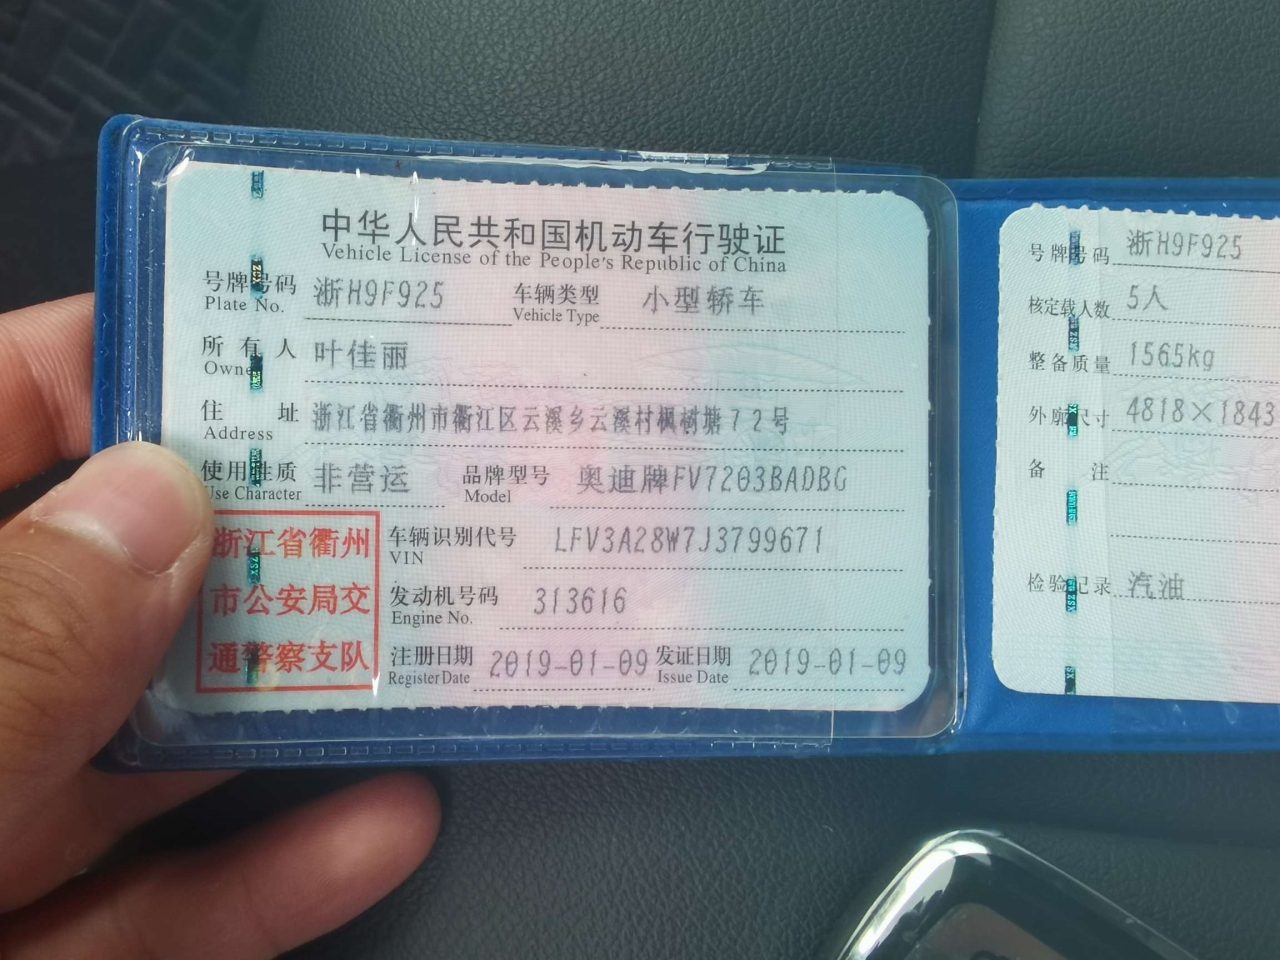 中华人民共和国机动车行驶证
Vehicle License of the People's Republic of China
号牌号码 浙H9F925 车辆类型 小型轿车
Plate No. Vehicle Type
所有人 叶佳丽
Owne
住址 浙江省衢州市衢江区云溪乡云溪村枫树塘72号
Address
使用性质 非营运 品牌型号 奥迪牌FV7203BADBG
Use Character Model
浙江省衢州
市公安局交
通警察支队
车辆识别代号 LFV3A28W7J3799671
VIN
发动机号码 313616
Engine No.
注册日期 2019-01-09 发证日期 2019-01-09
Register Date Issue Date
号牌号码 浙H9F925
核定载人数 5人
整备质量 1565kg
外廓尺寸 4818×1843
备注
检验记录 汽油